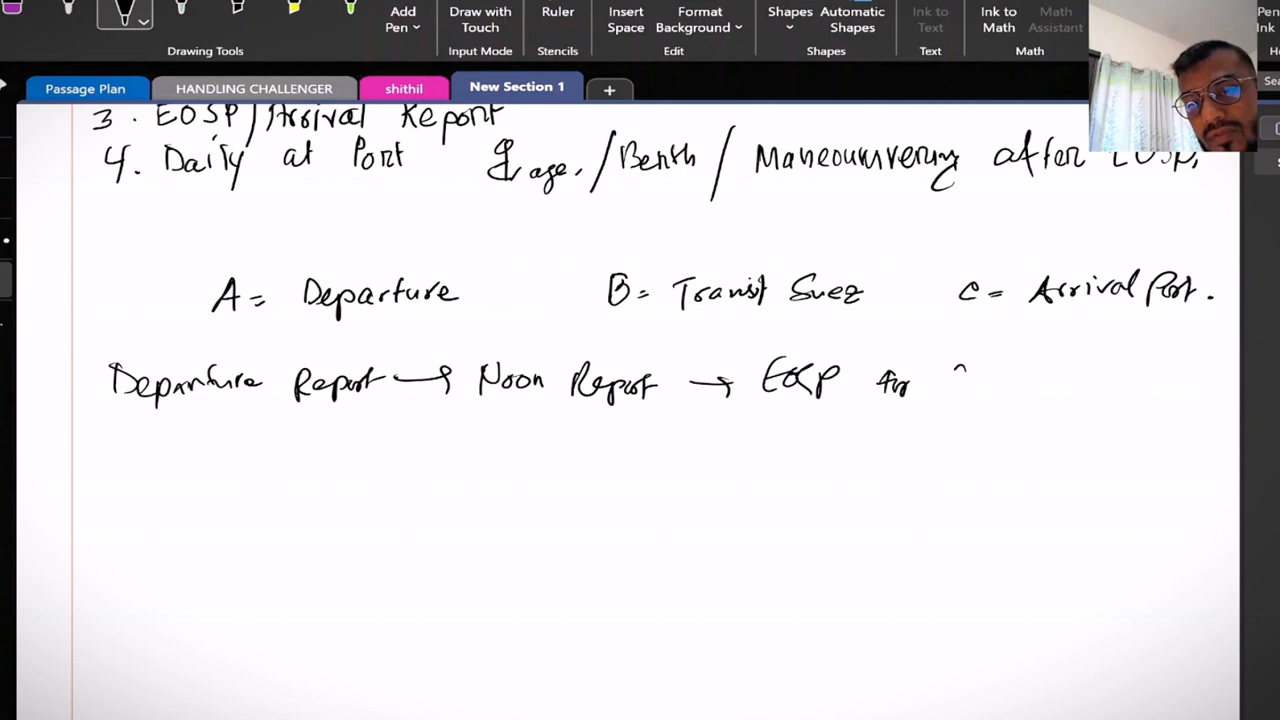 Add Pen
Draw with Touch
Ruler
Insert Space
Format Background
Shapes
Automatic Shapes
Ink to Text
Ink to Math
Math Assistant
Drawing Tools
Input Mode
Stencils
Edit
Shapes
Text
Math
Passage Plan
HANDLING CHALLENGER
shithil
New Section 1
+
3. EOSP/Arrival Report
4. Daily at Port / Berth / Maneouvering after EOSP.
A = Departure B = Transit Suez C = Arrival Port.
Departure Report → Noon Report → EOSP for